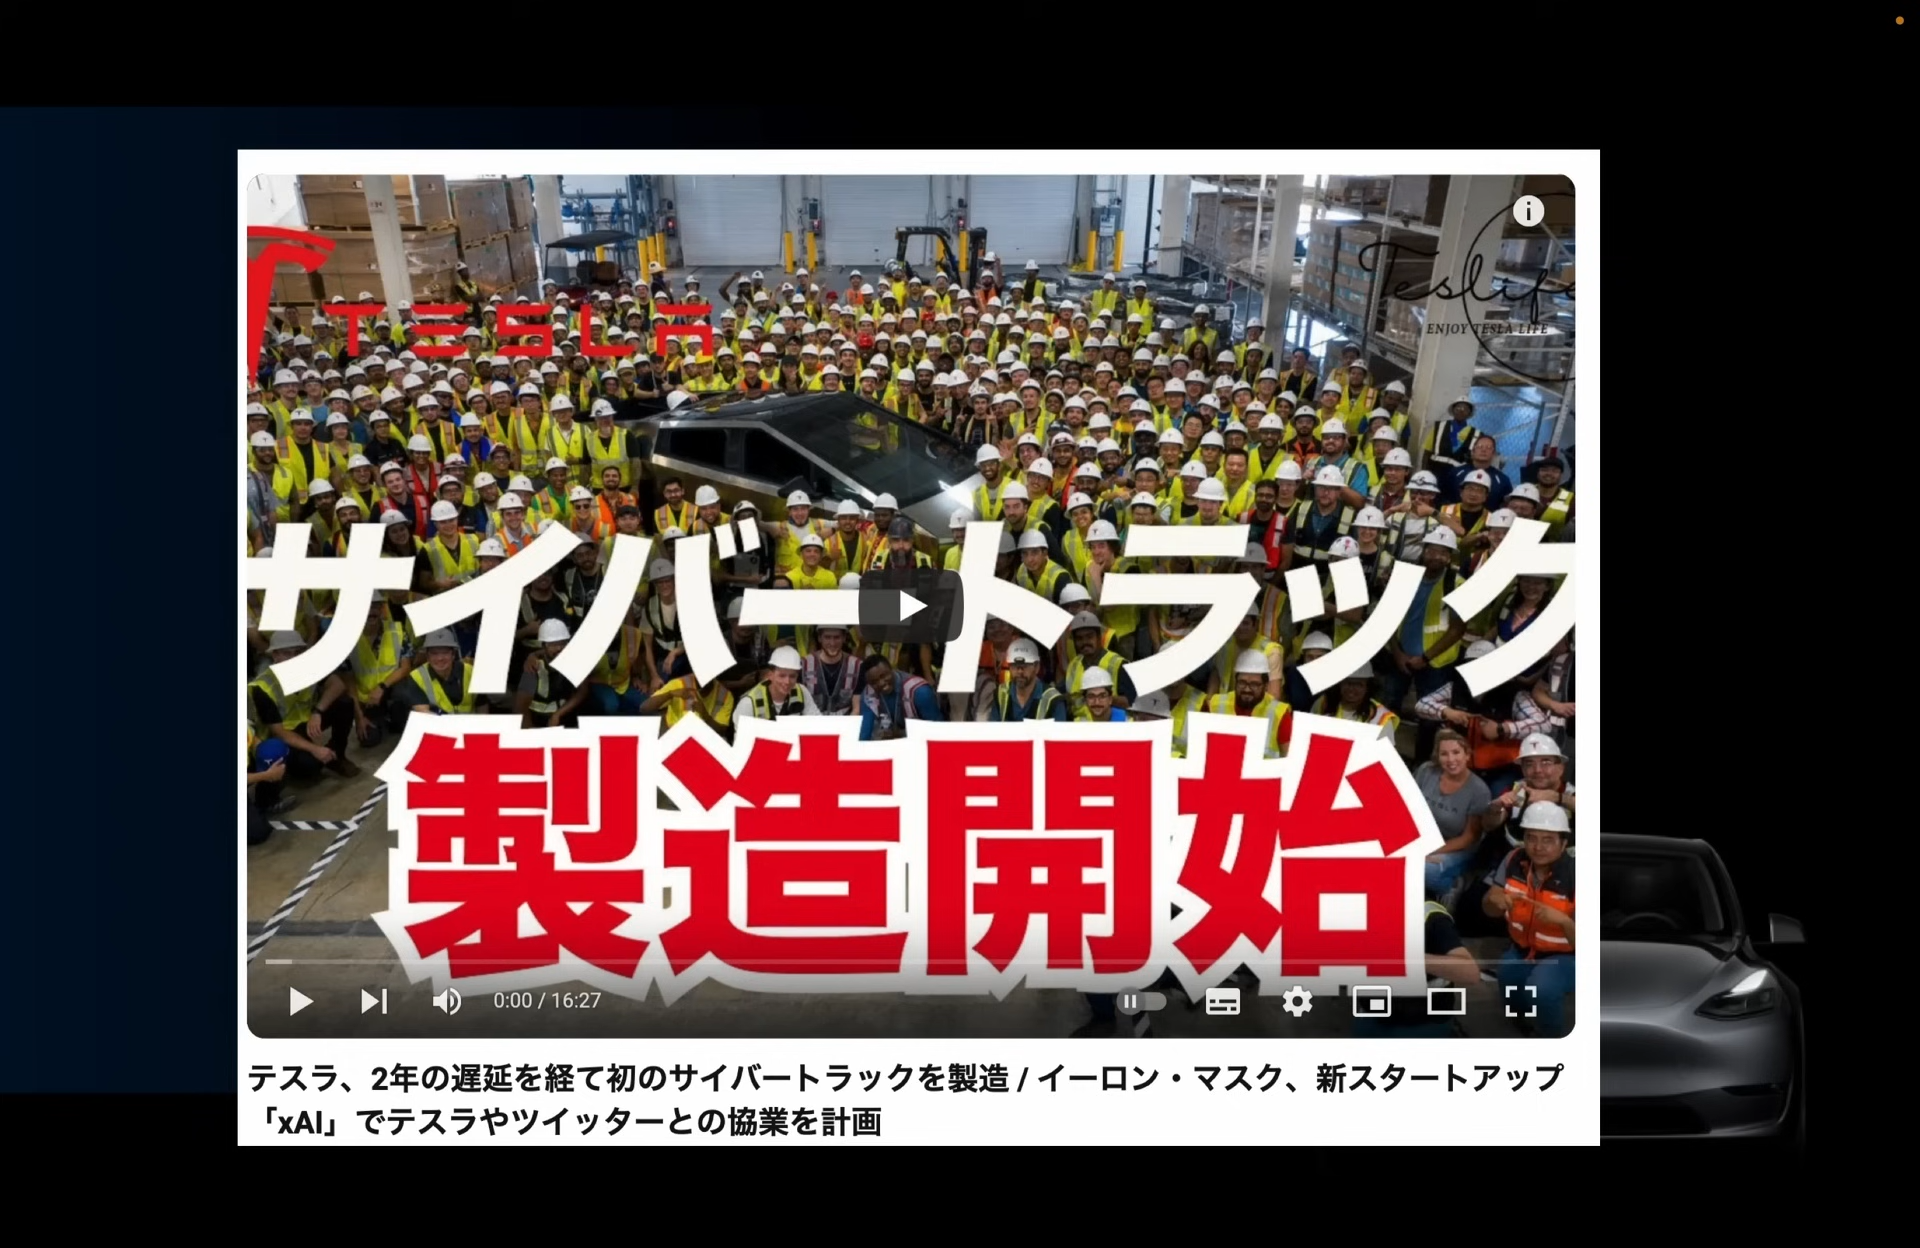 TESLA
Teslife
ENJOY TESLA LIFE
サイバートラック
製造開始
0:00 / 16:27
テスラ、2年の遅延を経て初のサイバートラックを製造 / イーロン・マスク、新スタートアップ
「xAI」でテスラやツイッターとの協業を計画